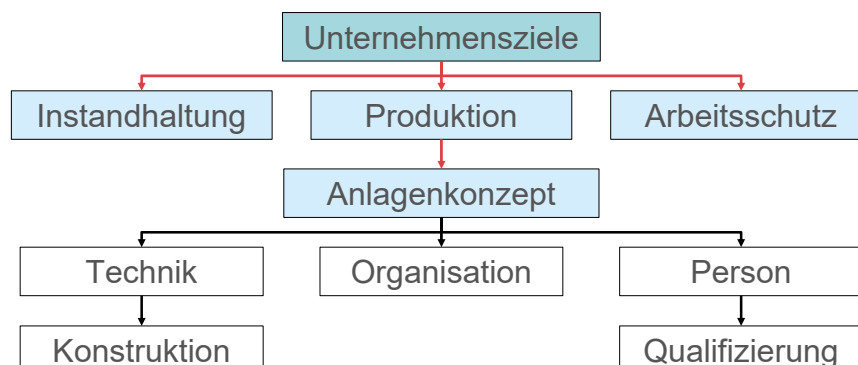 Unternehmensziele
Instandhaltung Produktion Arbeitsschutz
Anlagenkonzept
Technik Organisation Person
Konstruktion Qualifizierung